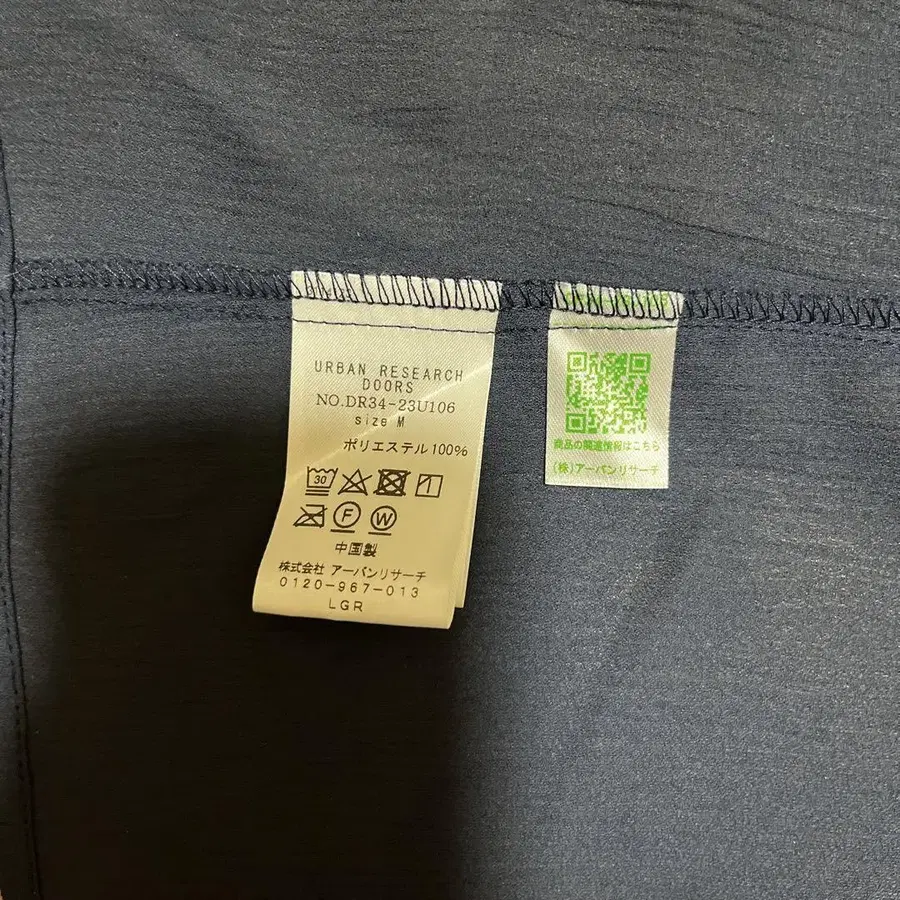 URBAN RESEARCH
DOORS
NO.DR34-23U106
size M
ポリエステル100%
30
F W
中国製
株式会社 アーバンリサーチ
0120-967-013
LGR
商品の関連情報はこちら
(株)アーバンリサーチ